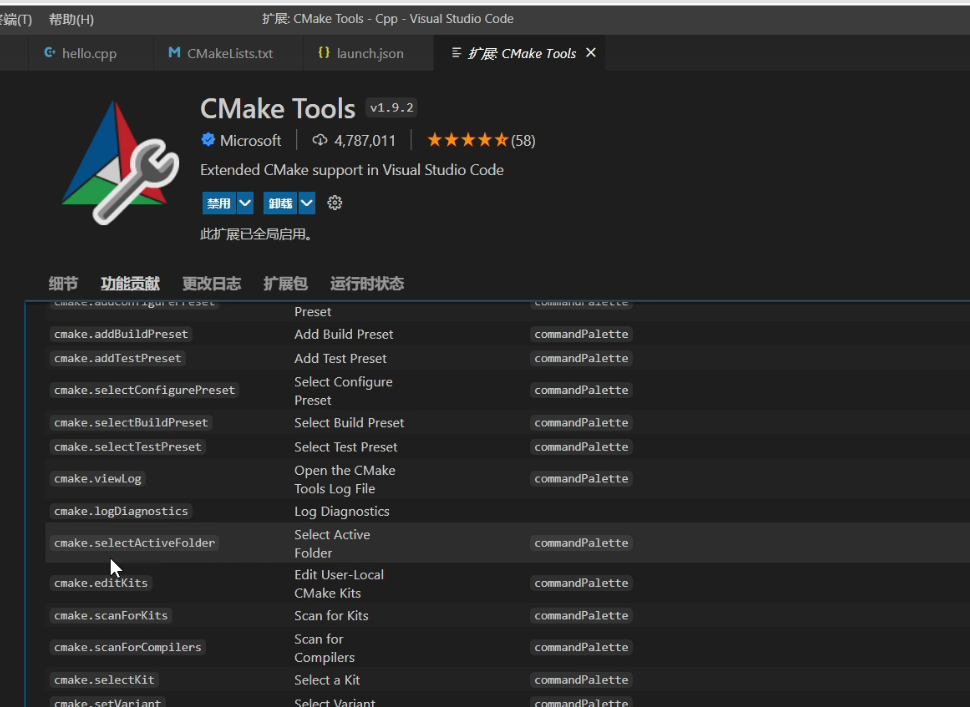 终端(T) 帮助(H) 扩展: CMake Tools - Cpp - Visual Studio Code
hello.cpp CMakeLists.txt launch.json 扩展: CMake Tools
CMake Tools v1.9.2
Microsoft 4,787,011 (58)
Extended CMake support in Visual Studio Code
禁用 卸载
此扩展已全局启用。
细节 功能贡献 更改日志 扩展包 运行时状态
cmake.addConfigurePreset commandPalette
Preset
cmake.addBuildPreset Add Build Preset commandPalette
cmake.addTestPreset Add Test Preset commandPalette
cmake.selectConfigurePreset Select Configure Preset commandPalette
cmake.selectBuildPreset Select Build Preset commandPalette
cmake.selectTestPreset Select Test Preset commandPalette
cmake.viewLog Open the CMake Tools Log File commandPalette
cmake.logDiagnostics Log Diagnostics
cmake.selectActiveFolder Select Active Folder commandPalette
cmake.editKits Edit User-Local CMake Kits commandPalette
cmake.scanForKits Scan for Kits commandPalette
cmake.scanForCompilers Scan for Compilers commandPalette
cmake.selectKit Select a Kit commandPalette
cmake.setVariant Select Variant commandPalette